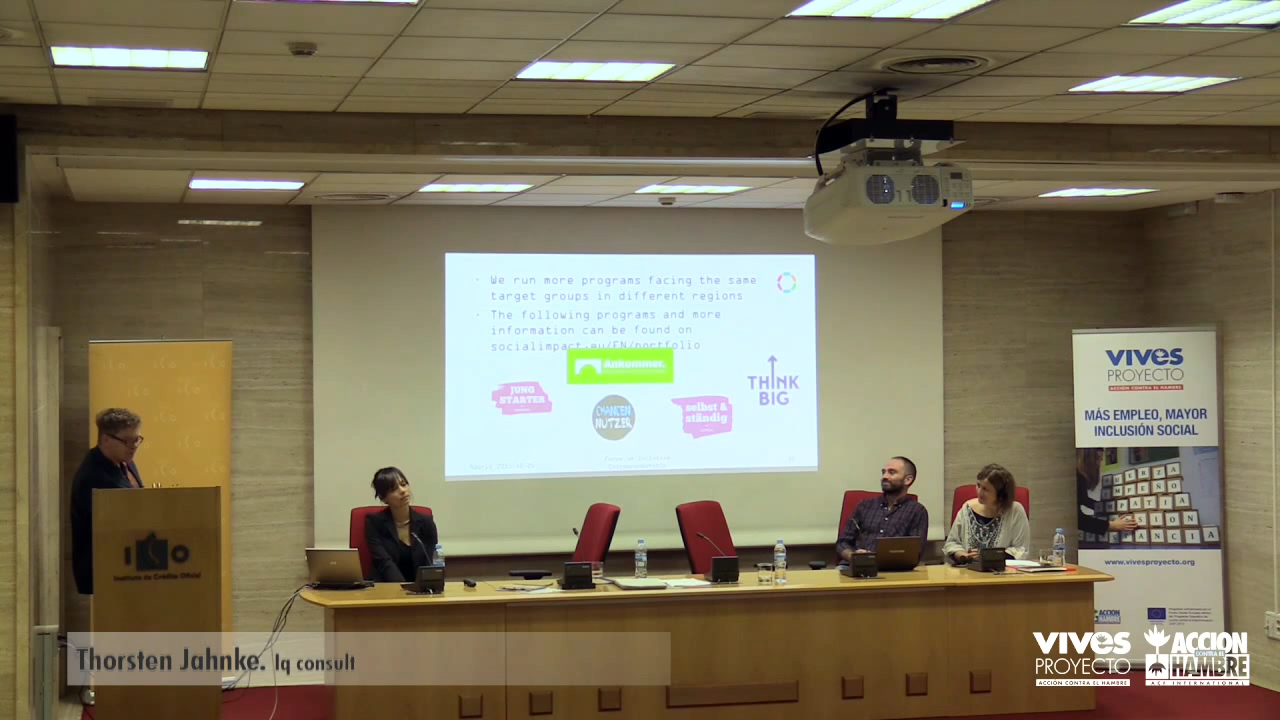 We run more programs facing the same
target groups in different regions
The following programs and more
information can be found on
socialimpact.eu/EN/portfolio
Ankommer.
JUNG
STARTER
CHANCEN
NUTZER
selbst &
ständig
THINK
BIG
VIVES
PROYECTO
ACCIÓN CONTRA EL HAMBRE
MÁS EMPLEO, MAYOR
INCLUSIÓN SOCIAL
www.vivesproyecto.org
ACCIÓN
HAMBRE
ICO
Instituto de Crédito Oficial
Thorsten Jahnke. Iq consult
VIVES
PROYECTO
ACCIÓN CONTRA EL HAMBRE
ACCION
CONTRA EL
HAMBRE
ACF INTERNATIONAL